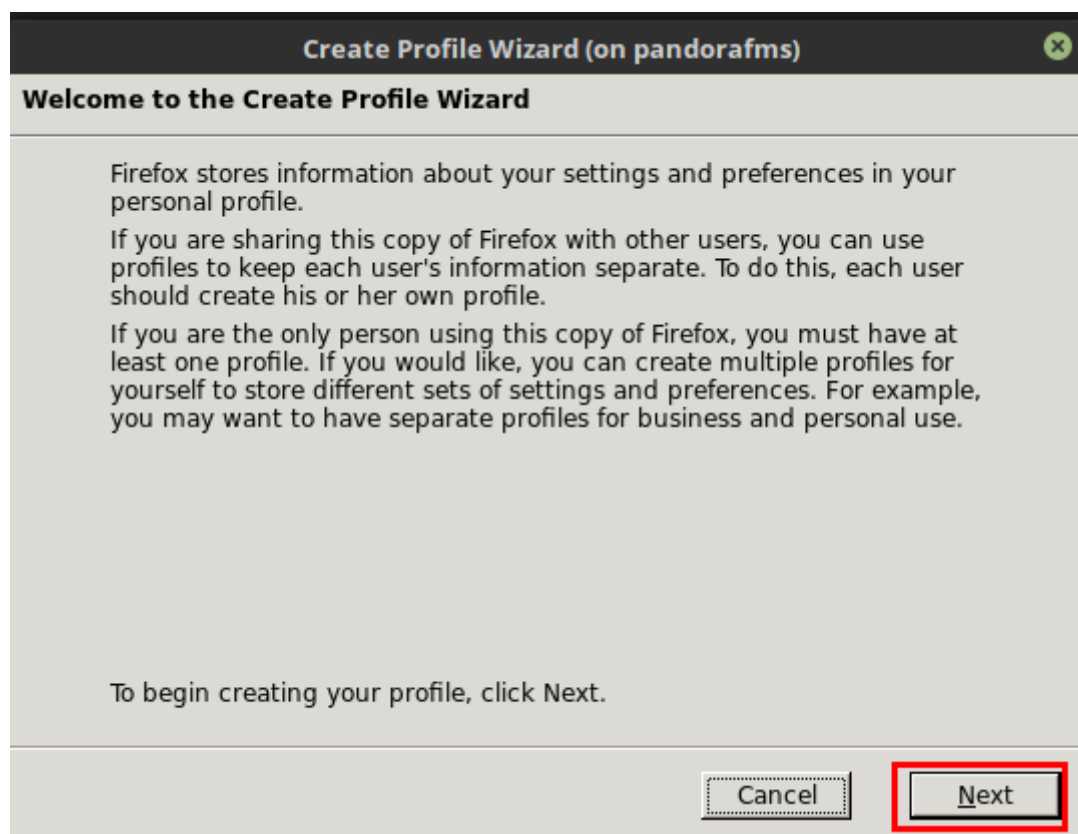 Create Profile Wizard (on pandorafms)
Welcome to the Create Profile Wizard
Firefox stores information about your settings and preferences in your
personal profile.
If you are sharing this copy of Firefox with other users, you can use
profiles to keep each user's information separate. To do this, each user
should create his or her own profile.
If you are the only person using this copy of Firefox, you must have at
least one profile. If you would like, you can create multiple profiles for
yourself to store different sets of settings and preferences. For example,
you may want to have separate profiles for business and personal use.
To begin creating your profile, click Next.
Cancel
Next